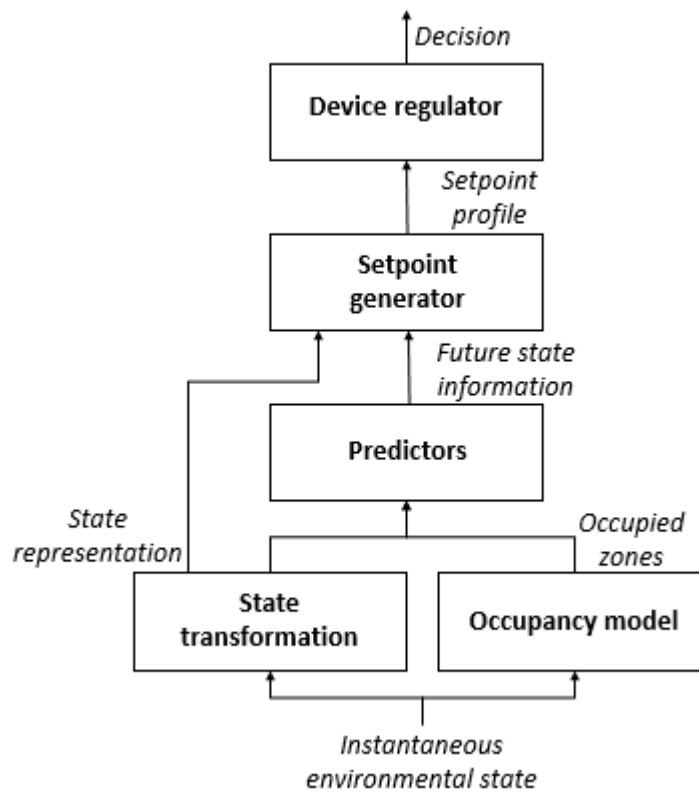 Decision
Device regulator
Setpoint
profile
Setpoint
generator
Future state
information
Predictors
State
representation
Occupied
zones
State
transformation
Occupancy model
Instantaneous
environmental state